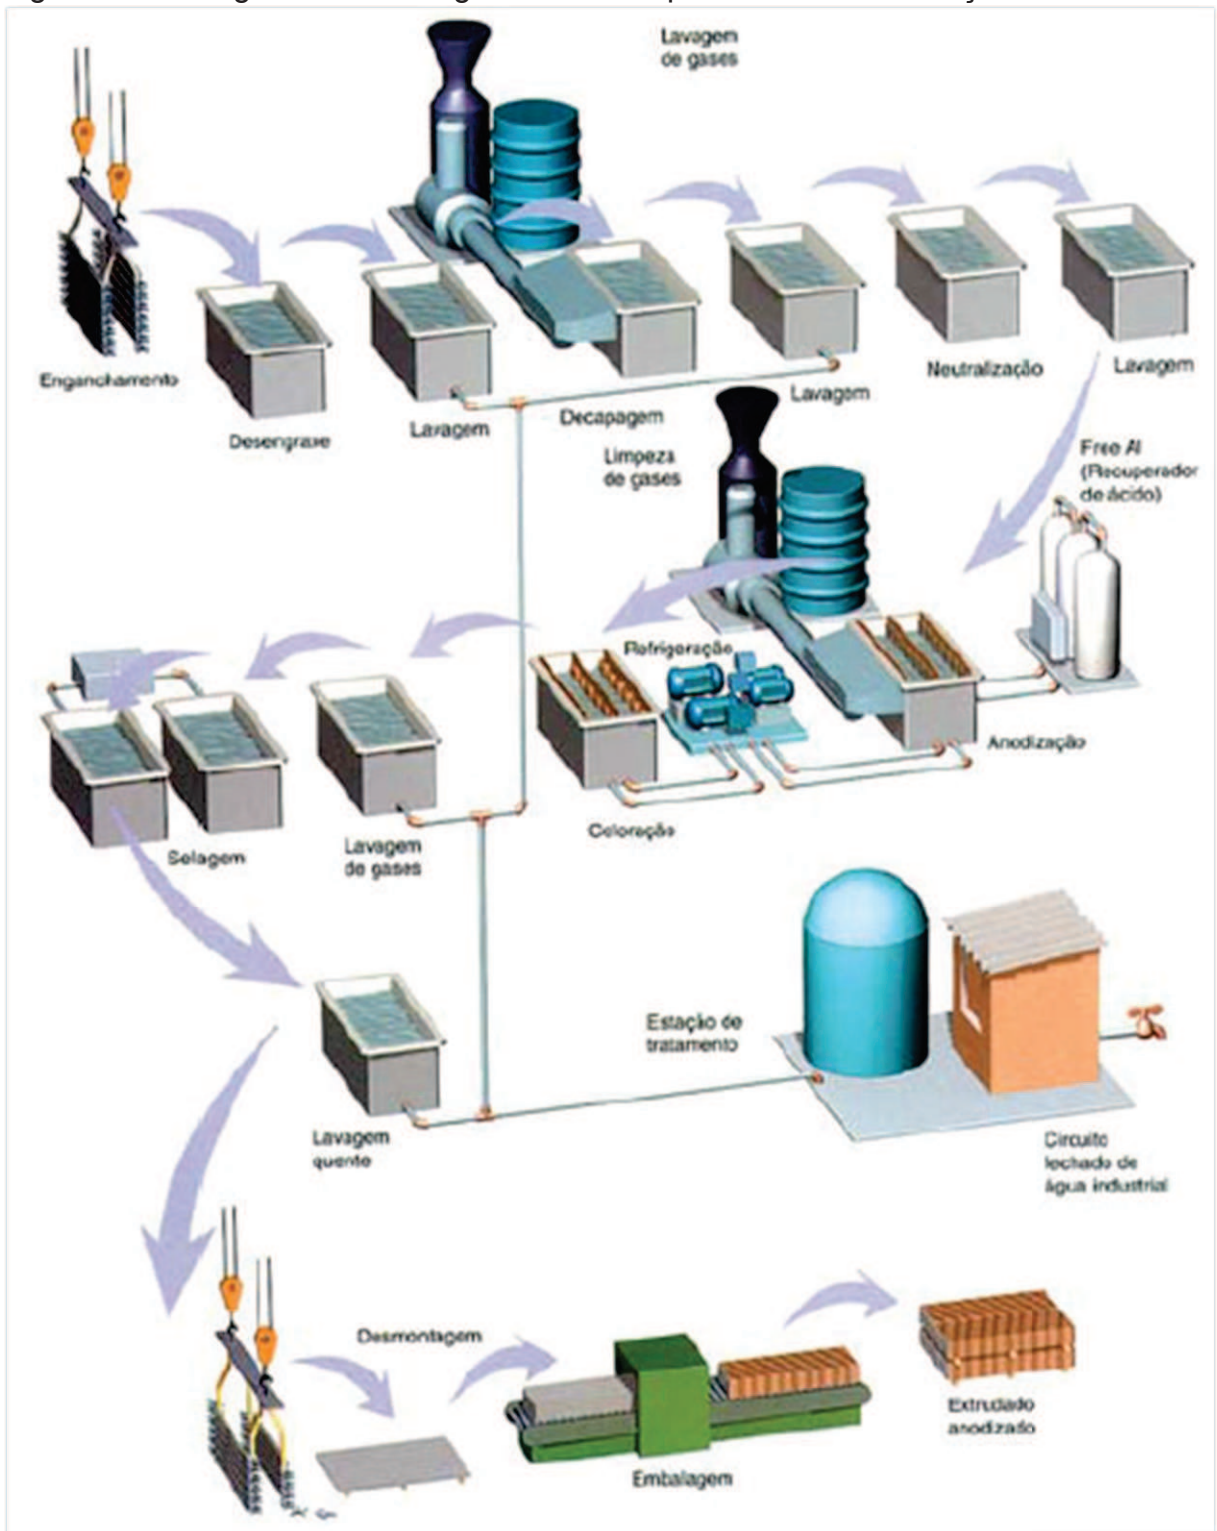 Lavagem
de gases
Enganchamento
Desengraxe
Lavagem
Decapagem
Lavagem
Neutralização
Lavagem
Limpeza
de gases
Free Al
(Recuperador
de ácido)
Refrigeração
Anodização
Coloração
Lavagem
de gases
Selagem
Estação de
tratamento
Lavagem
quente
Circuito
fechado de
água industrial
Desmontagem
Embalagem
Extrudado
anodizado